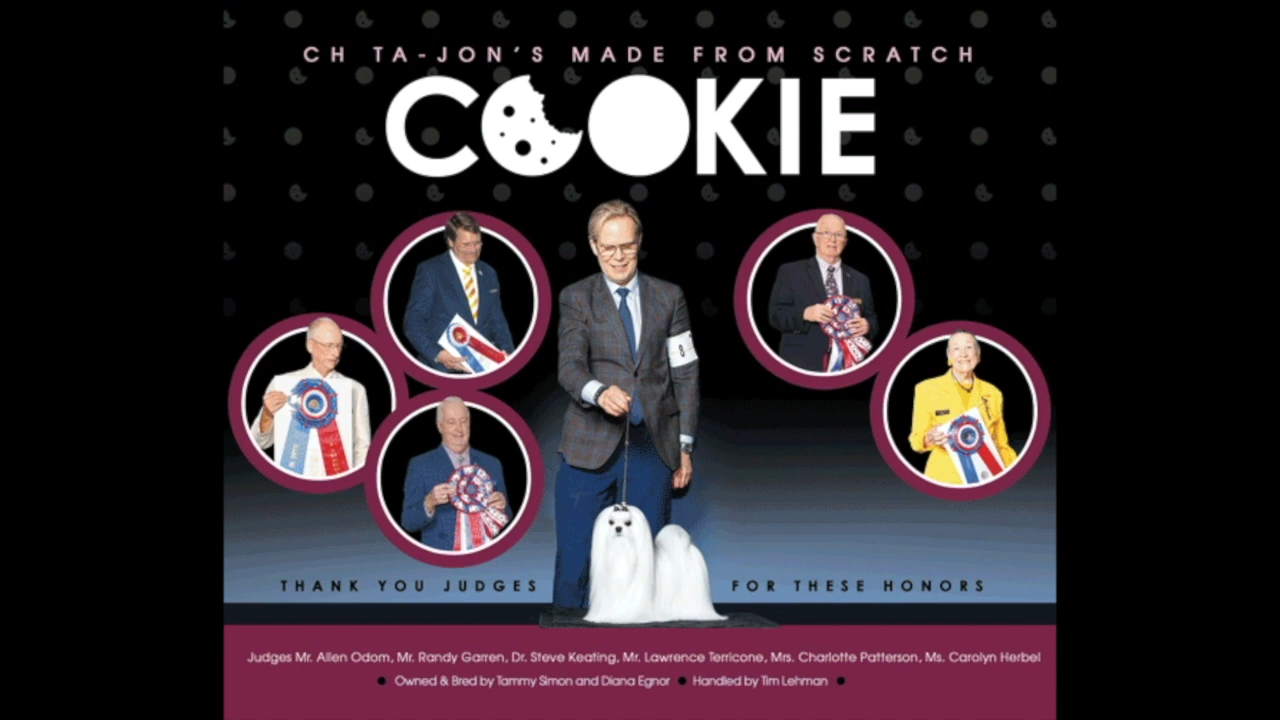 CH TA-JON'S MADE FROM SCRATCH
COOKIE
8
THANK YOU JUDGES FOR THESE HONORS
Judges Mr. Allen Odom, Mr. Randy Garren, Dr. Steve Keating, Mr. Lawrence Terricone, Mrs. Charlotte Patterson, Ms. Carolyn Herbel
• Owned & Bred by Tammy Simon and Diana Egnor • Handled by Tim Lehman •